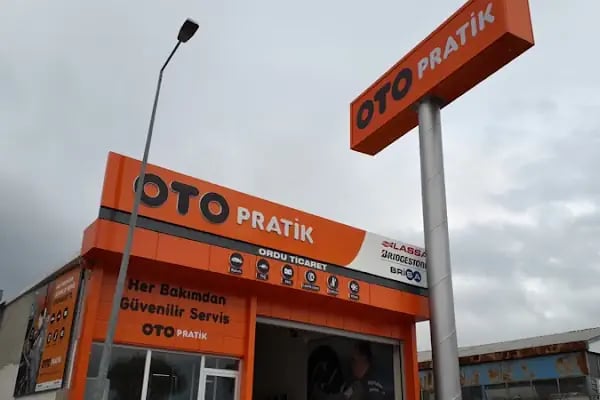 OTO PRATİK
OTO PRATİK
LASSA
BRIDGESTONE
BRISA
ORDU TİCARET
Her Bakımdan
Güvenilir Servis
OTO PRATİK